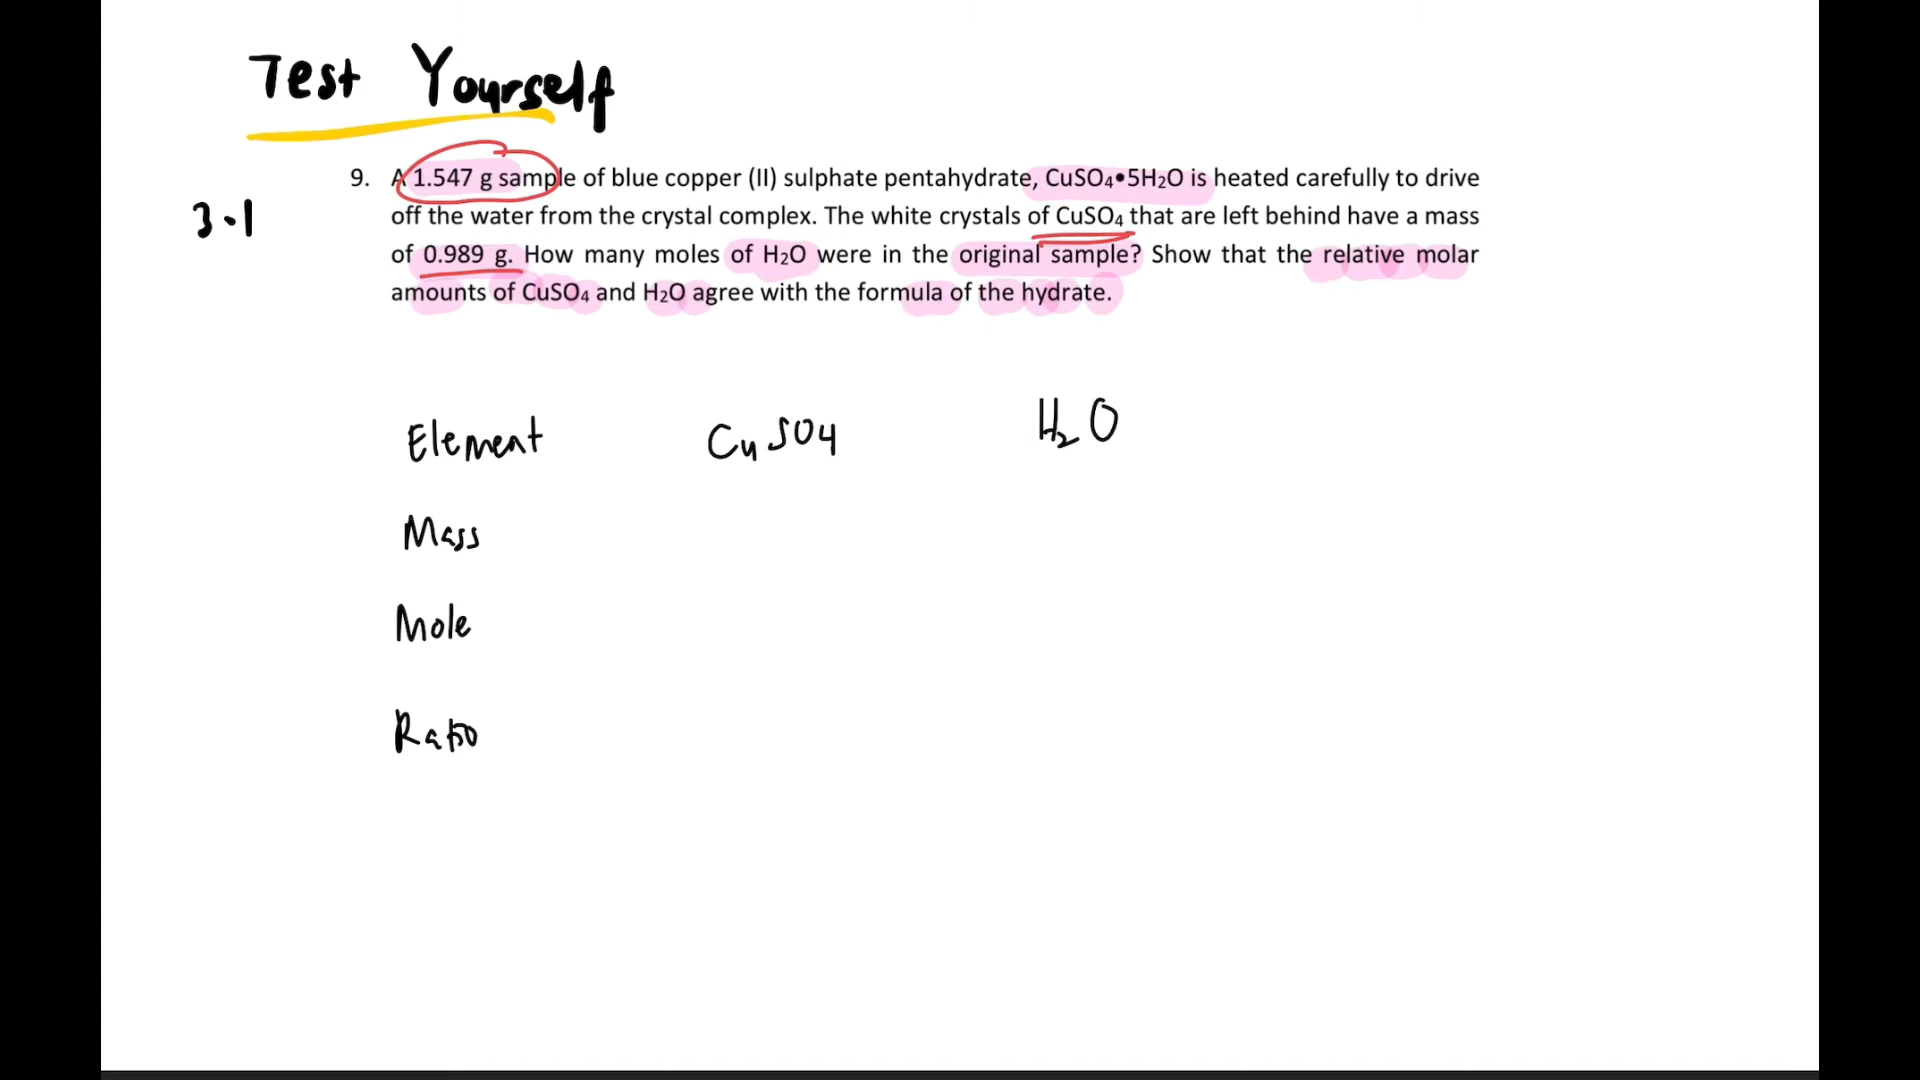 Test Yourself
9. A 1.547 g sample of blue copper (II) sulphate pentahydrate, CuSO₄•5H₂O is heated carefully to drive
3.1
off the water from the crystal complex. The white crystals of CuSO₄ that are left behind have a mass
of 0.989 g. How many moles of H₂O were in the original sample? Show that the relative molar
amounts of CuSO₄ and H₂O agree with the formula of the hydrate.
Element CuSO4 H₂O
Mass
Mole
Ratio